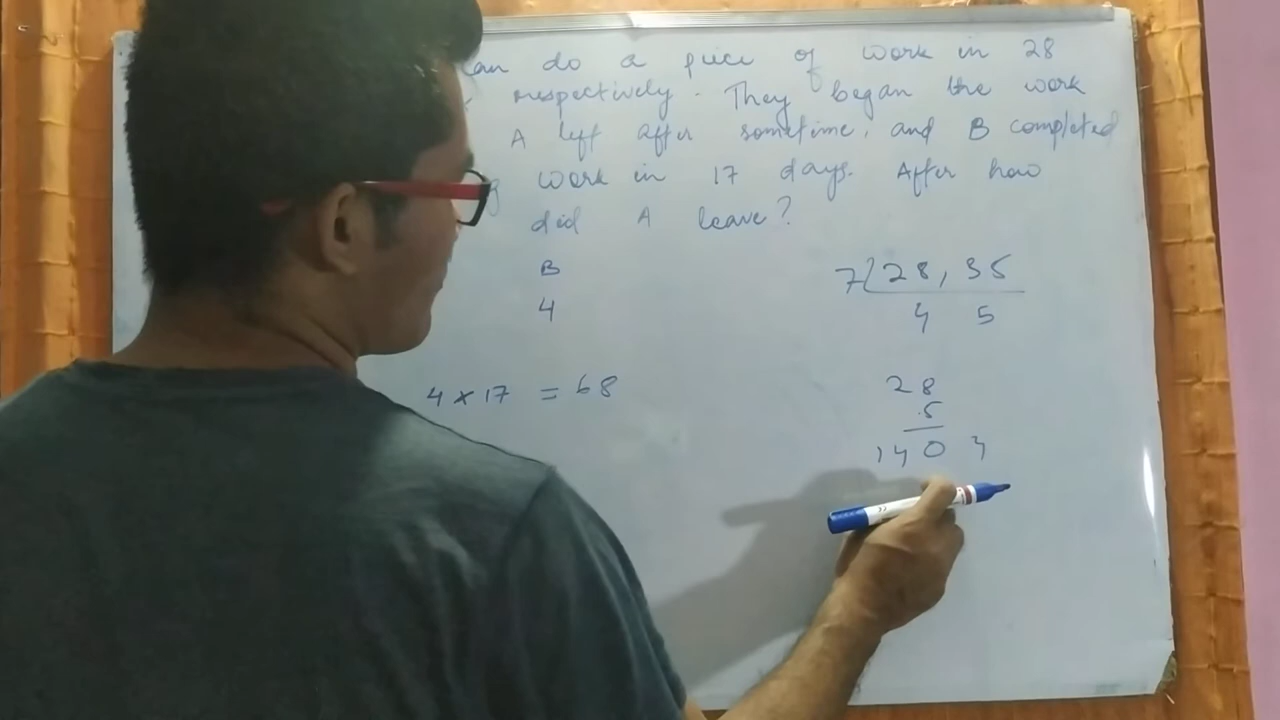 can do a piece of work in 28
respectively. They began the work
A left after sometime, and B completed
work in 17 days. After how
did A leave?
B
4
4 x 17 = 68
7 28, 35
4 5
28
5
140